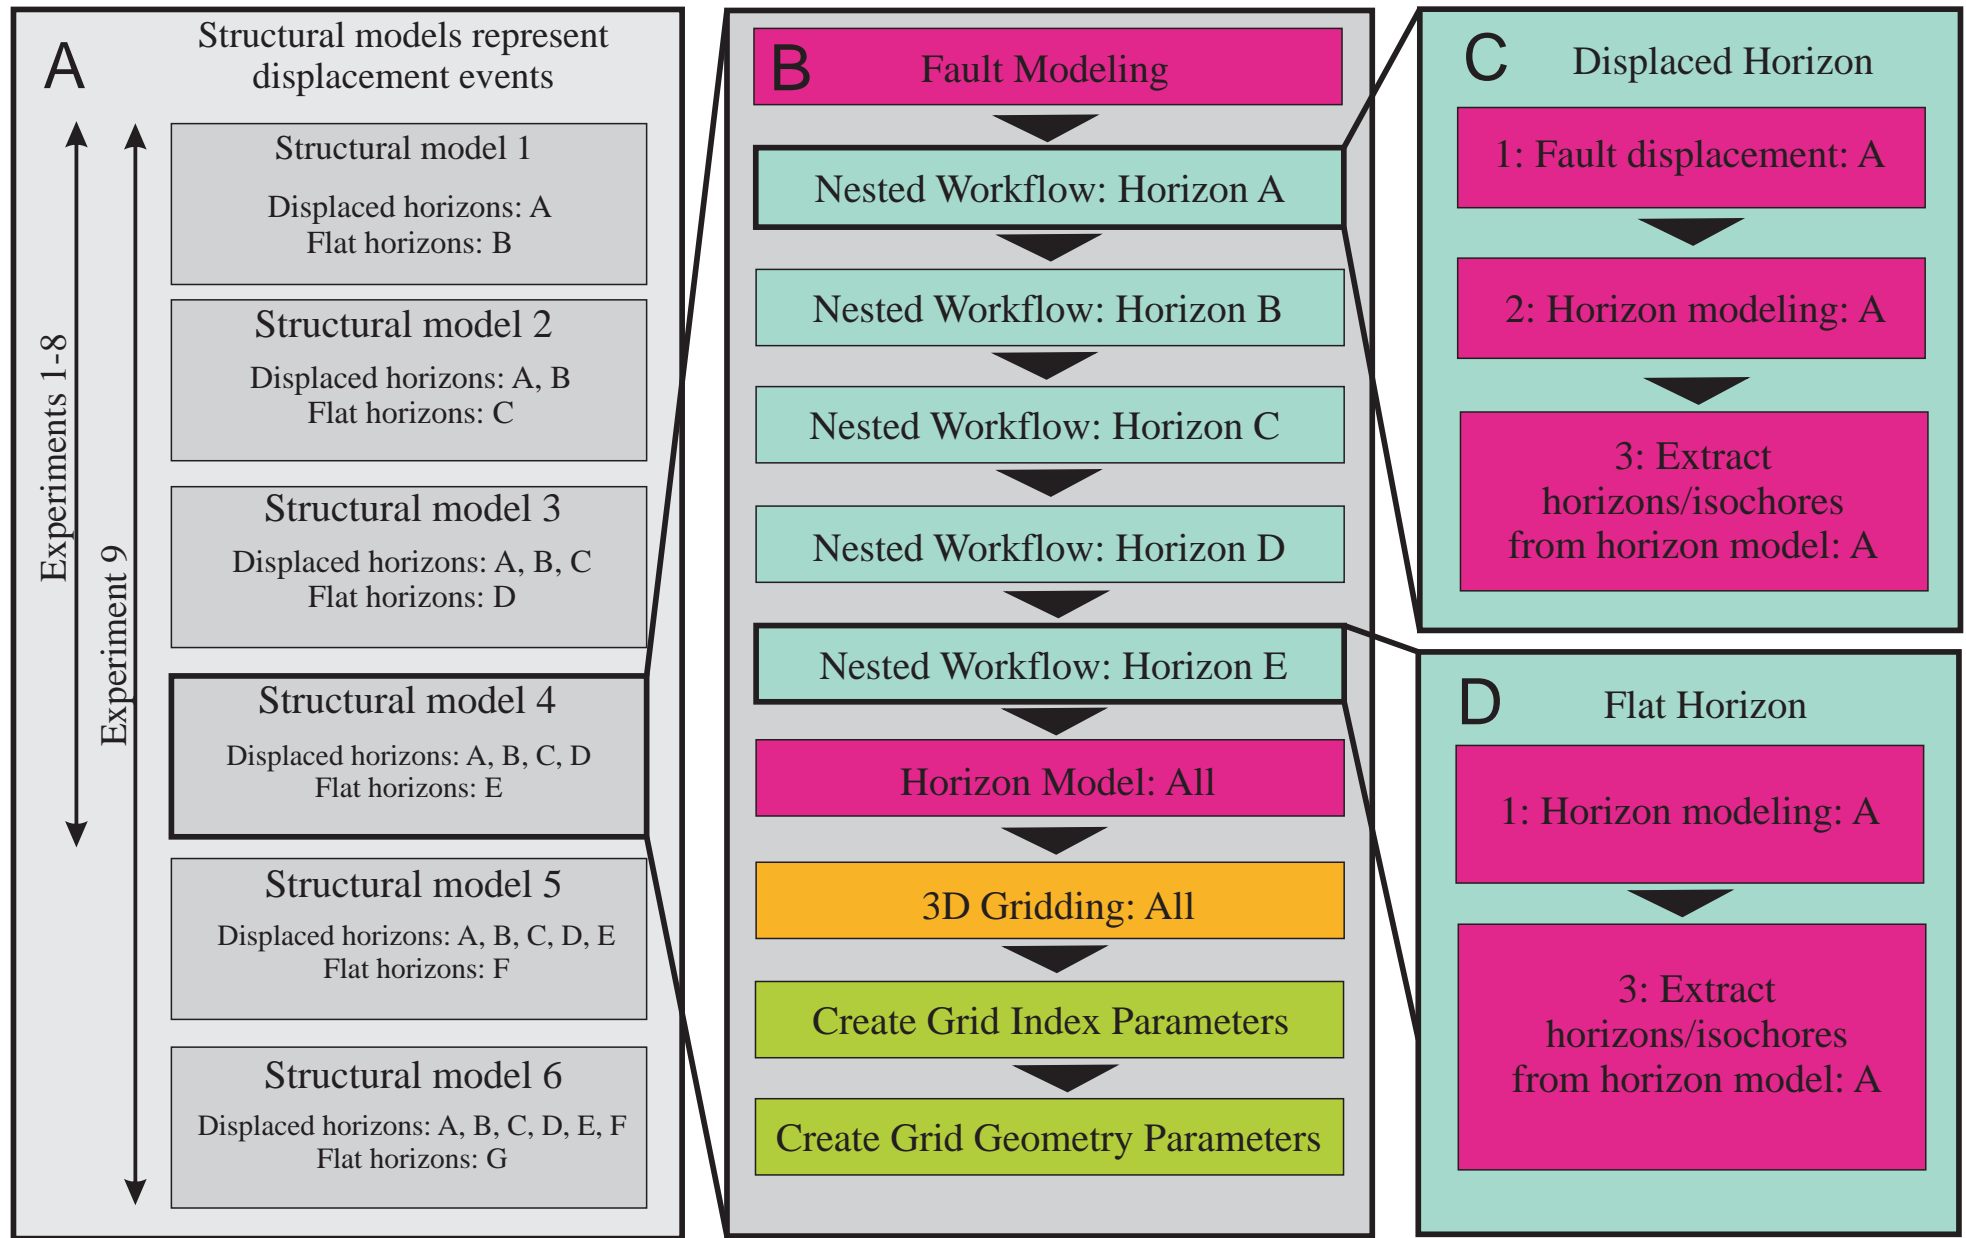 A
Structural models represent
displacement events
Experiments 1-8
Experiment 9
Structural model 1
Displaced horizons: A
Flat horizons: B
Structural model 2
Displaced horizons: A, B
Flat horizons: C
Structural model 3
Displaced horizons: A, B, C
Flat horizons: D
Structural model 4
Displaced horizons: A, B, C, D
Flat horizons: E
Structural model 5
Displaced horizons: A, B, C, D, E
Flat horizons: F
Structural model 6
Displaced horizons: A, B, C, D, E, F
Flat horizons: G
B
Fault Modeling
Nested Workflow: Horizon A
Nested Workflow: Horizon B
Nested Workflow: Horizon C
Nested Workflow: Horizon D
Nested Workflow: Horizon E
Horizon Model: All
3D Gridding: All
Create Grid Index Parameters
Create Grid Geometry Parameters
C
Displaced Horizon
1: Fault displacement: A
2: Horizon modeling: A
3: Extract
horizons/isochores
from horizon model: A
D
Flat Horizon
1: Horizon modeling: A
3: Extract
horizons/isochores
from horizon model: A